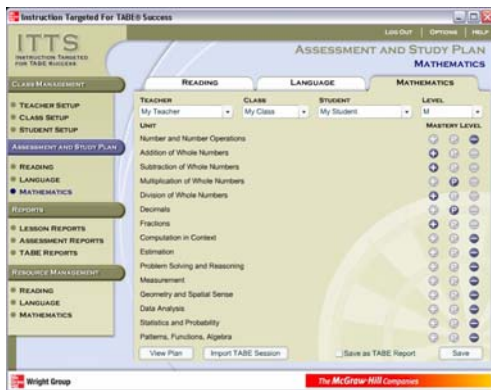 Instruction Targeted For TABE® Success
ITTS
INSTRUCTION TARGETED
FOR TABE SUCCESS
LOG OUT | OPTIONS | HELP
ASSESSMENT AND STUDY PLAN
MATHEMATICS
CLASS MANAGEMENT
TEACHER SETUP
CLASS SETUP
STUDENT SETUP
ASSESSMENT AND STUDY PLAN
READING
LANGUAGE
MATHEMATICS
REPORTS
LESSON REPORTS
ASSESSMENT REPORTS
TABE REPORTS
RESOURCE MANAGEMENT
READING
LANGUAGE
MATHEMATICS
READING LANGUAGE MATHEMATICS
TEACHER CLASS STUDENT LEVEL
My Teacher My Class My Student M
UNIT MASTERY LEVEL
Number and Number Operations
Addition of Whole Numbers
Subtraction of Whole Numbers
Multiplication of Whole Numbers P
Division of Whole Numbers
Decimals P
Fractions
Computation in Context
Estimation
Problem Solving and Reasoning
Measurement
Geometry and Spatial Sense
Data Analysis
Statistics and Probability
Patterns, Functions, Algebra
View Plan Import TABE Session Save as TABE Report Save
Wright Group The McGraw-Hill Companies